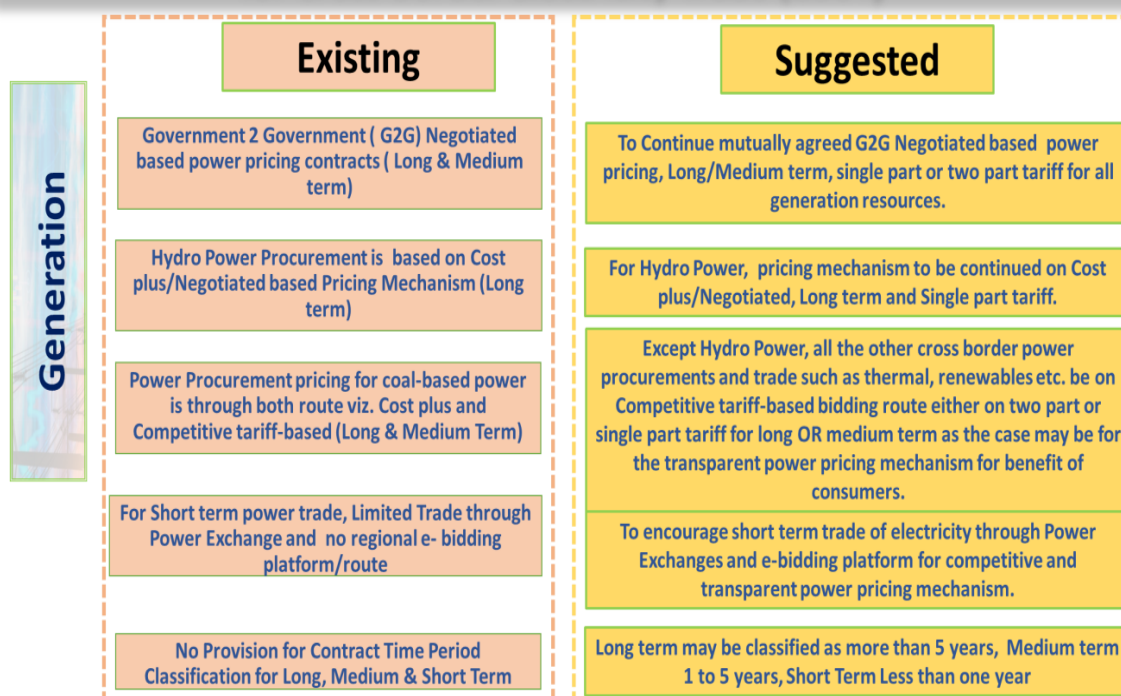 Existing
Suggested
Generation
Government 2 Government ( G2G) Negotiated
based power pricing contracts ( Long & Medium
term)
To Continue mutually agreed G2G Negotiated based power
pricing, Long/Medium term, single part or two part tariff for all
generation resources.
Hydro Power Procurement is based on Cost
plus/Negotiated based Pricing Mechanism (Long
term)
For Hydro Power, pricing mechanism to be continued on Cost
plus/Negotiated, Long term and Single part tariff.
Power Procurement pricing for coal-based power
is through both route viz. Cost plus and
Competitive tariff-based (Long & Medium Term)
Except Hydro Power, all the other cross border power
procurements and trade such as thermal, renewables etc. be on
Competitive tariff-based bidding route either on two part or
single part tariff for long OR medium term as the case may be for
the transparent power pricing mechanism for benefit of
consumers.
For Short term power trade, Limited Trade through
Power Exchange and no regional e- bidding
platform/route
To encourage short term trade of electricity through Power
Exchanges and e-bidding platform for competitive and
transparent power pricing mechanism.
No Provision for Contract Time Period
Classification for Long, Medium & Short Term
Long term may be classified as more than 5 years, Medium term
1 to 5 years, Short Term Less than one year